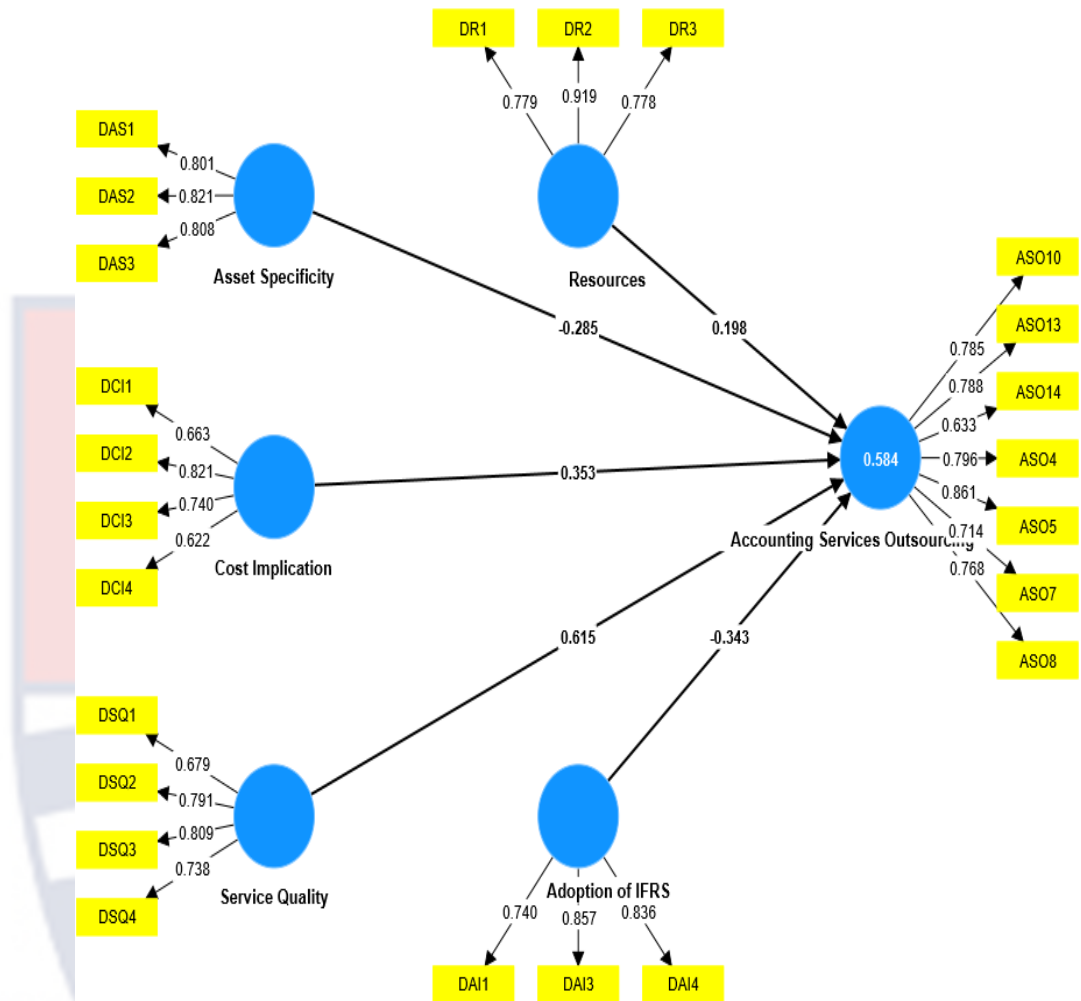 DR1
DR2
DR3
0.779
0.919
0.778
Resources
DAS1
DAS2
DAS3
0.801
0.821
0.808
Asset Specificity
-0.285
0.198
DCI1
DCI2
DCI3
DCI4
0.663
0.821
0.740
0.622
Cost Implication
0.353
DSQ1
DSQ2
DSQ3
DSQ4
0.679
0.791
0.809
0.738
Service Quality
0.615
-0.343
Adoption of IFRS
0.740
0.857
0.836
DAI1
DAI3
DAI4
0.584
Accounting Services Outsourcing
0.785
0.788
0.633
0.796
0.861
0.714
0.768
ASO10
ASO13
ASO14
ASO4
ASO5
ASO7
ASO8